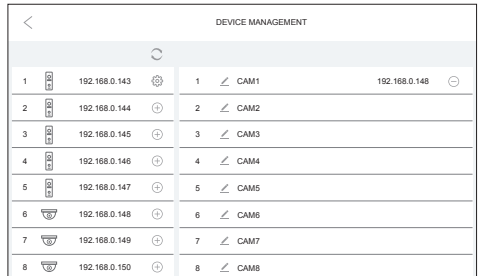 DEVICE MANAGEMENT
1 192.168.0.143 1 CAM1 192.168.0.148
2 192.168.0.144 2 CAM2
3 192.168.0.145 3 CAM3
4 192.168.0.146 4 CAM4
5 192.168.0.147 5 CAM5
6 192.168.0.148 6 CAM6
7 192.168.0.149 7 CAM7
8 192.168.0.150 8 CAM8